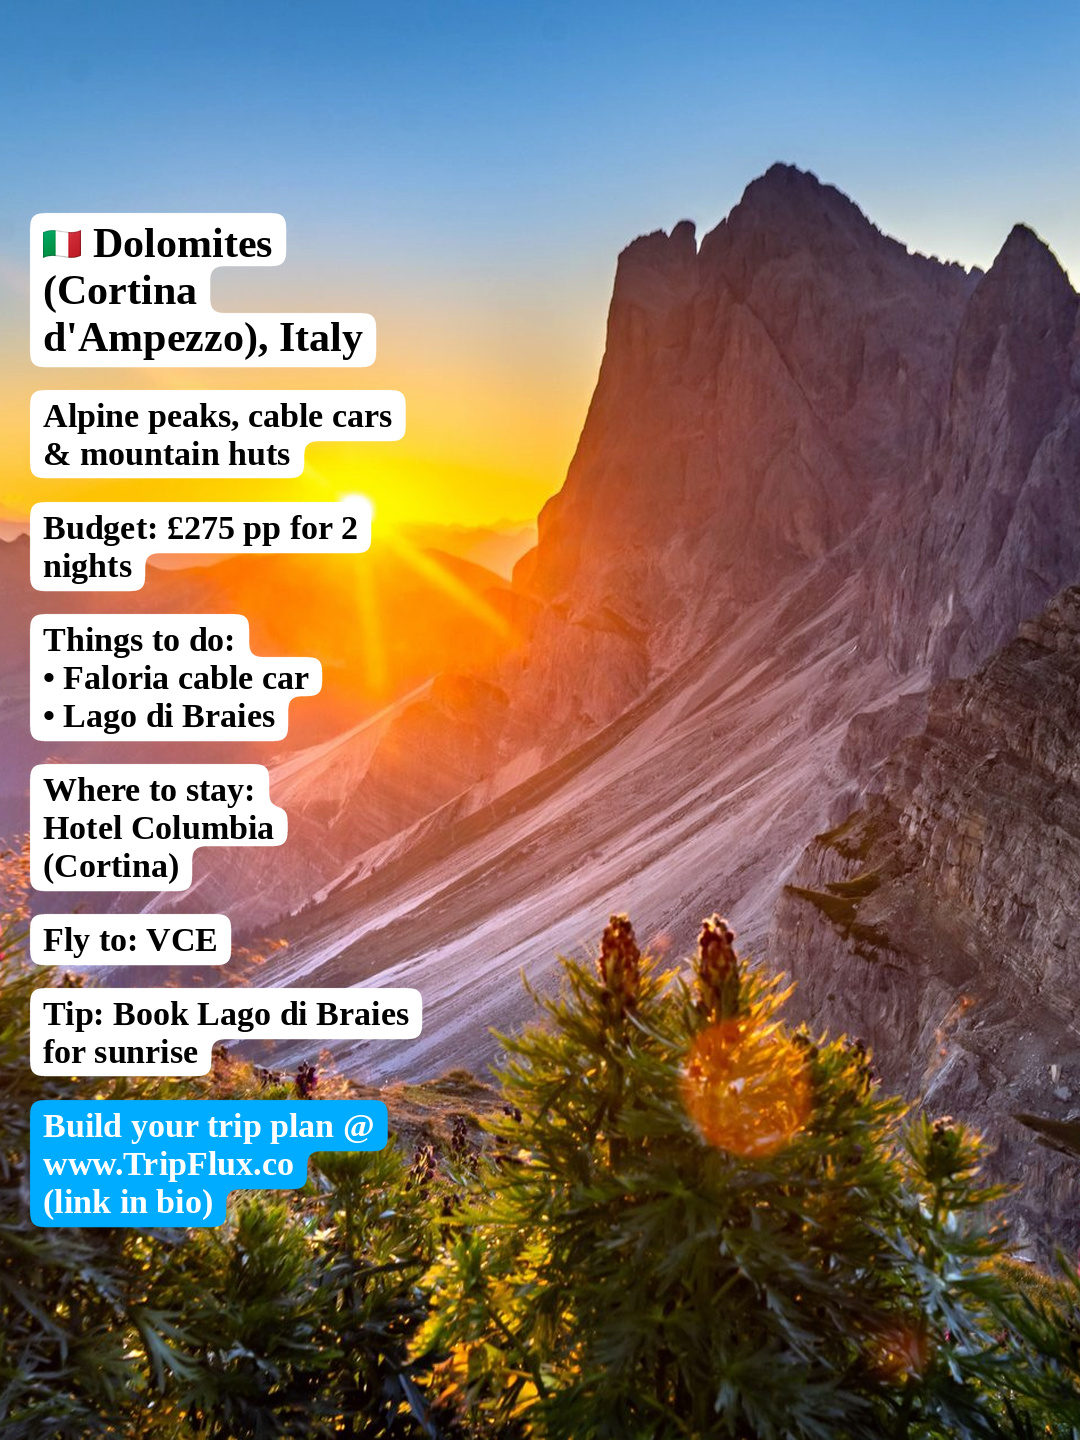 🇮🇹 Dolomites
(Cortina
d'Ampezzo), Italy
Alpine peaks, cable cars
& mountain huts
Budget: £275 pp for 2
nights
Things to do:
• Faloria cable car
• Lago di Braies
Where to stay:
Hotel Columbia
(Cortina)
Fly to: VCE
Tip: Book Lago di Braies
for sunrise
Build your trip plan @
www.TripFlux.co
(link in bio)